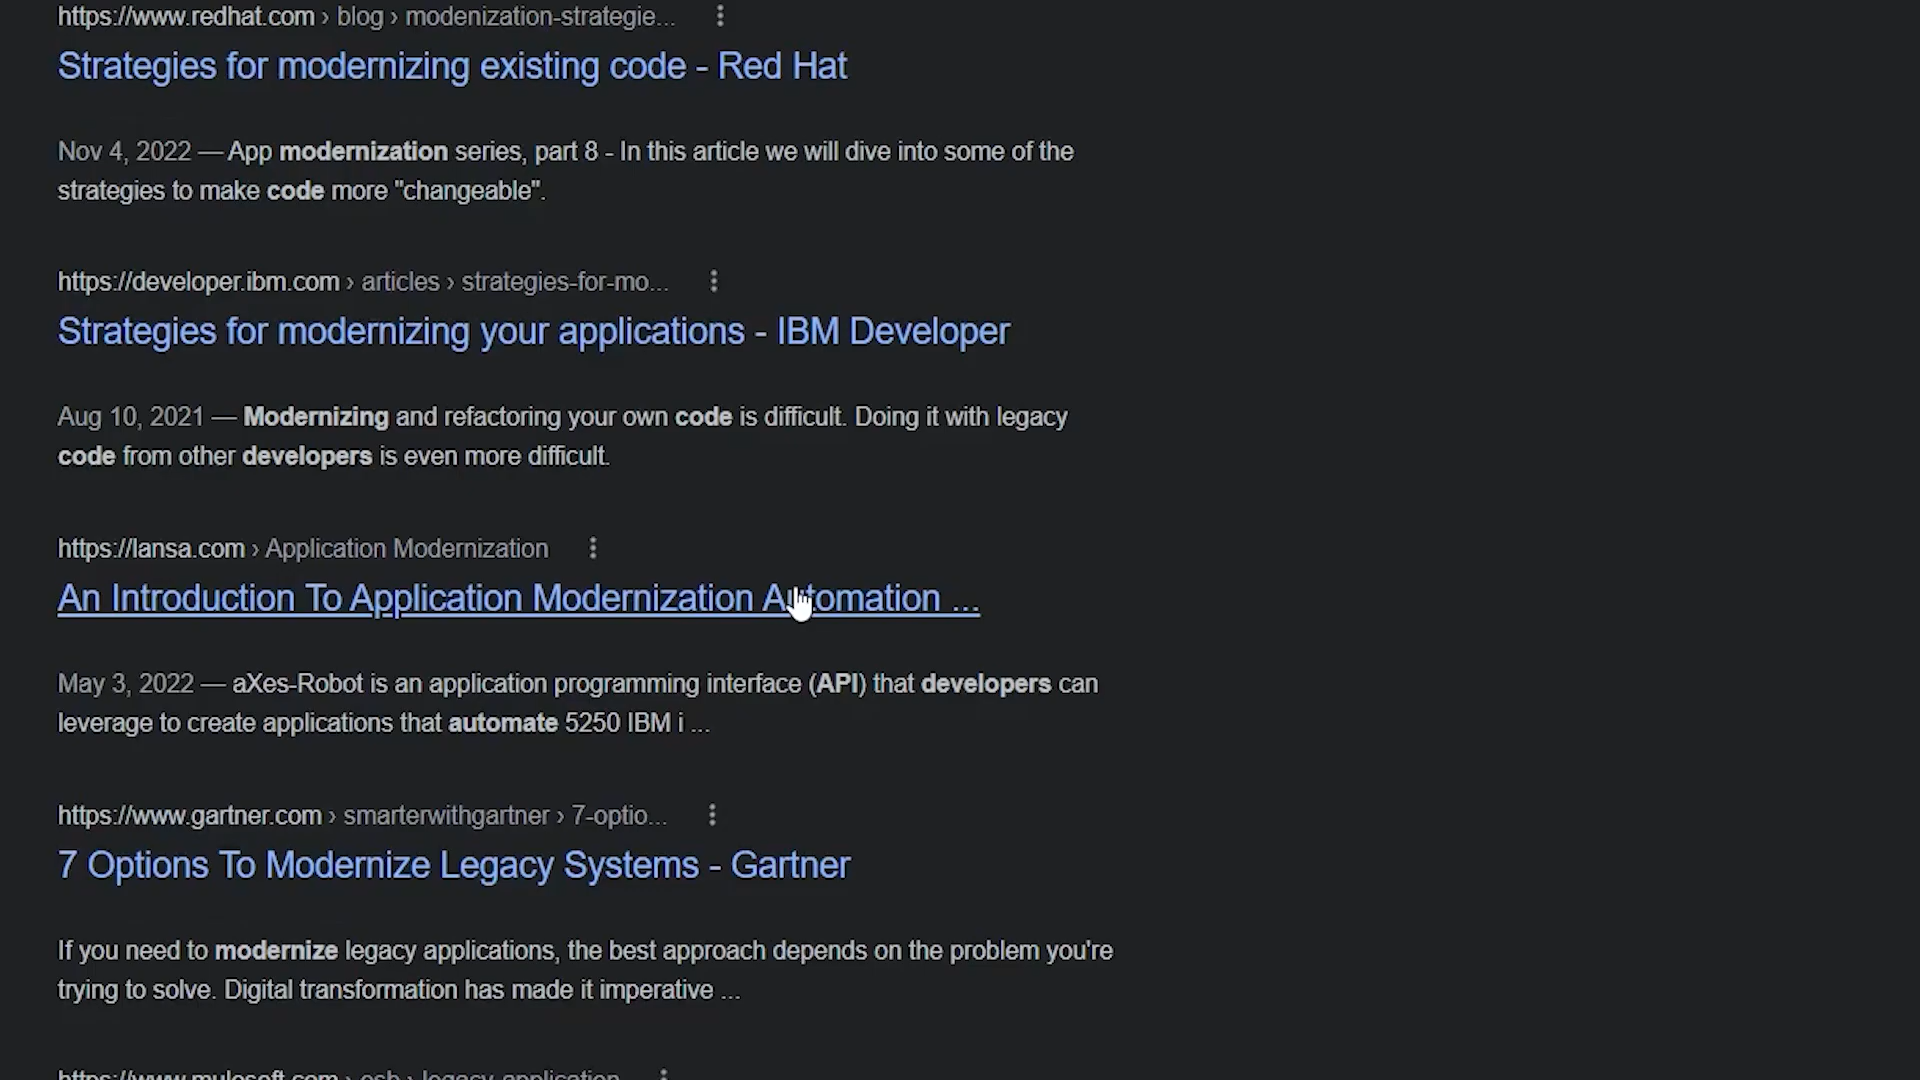 https://www.redhat.com › blog › modenization-strategie...
Strategies for modernizing existing code - Red Hat
Nov 4, 2022 — App modernization series, part 8 - In this article we will dive into some of the
strategies to make code more "changeable".
https://developer.ibm.com › articles › strategies-for-mo...
Strategies for modernizing your applications - IBM Developer
Aug 10, 2021 — Modernizing and refactoring your own code is difficult. Doing it with legacy
code from other developers is even more difficult.
https://lansa.com › Application Modernization
An Introduction To Application Modernization Automation ...
May 3, 2022 — aXes-Robot is an application programming interface (API) that developers can
leverage to create applications that automate 5250 IBM i ...
https://www.gartner.com › smarterwithgartner › 7-optio...
7 Options To Modernize Legacy Systems - Gartner
If you need to modernize legacy applications, the best approach depends on the problem you're
trying to solve. Digital transformation has made it imperative ...
https://www.mulesoft.com › esb › legacy-application